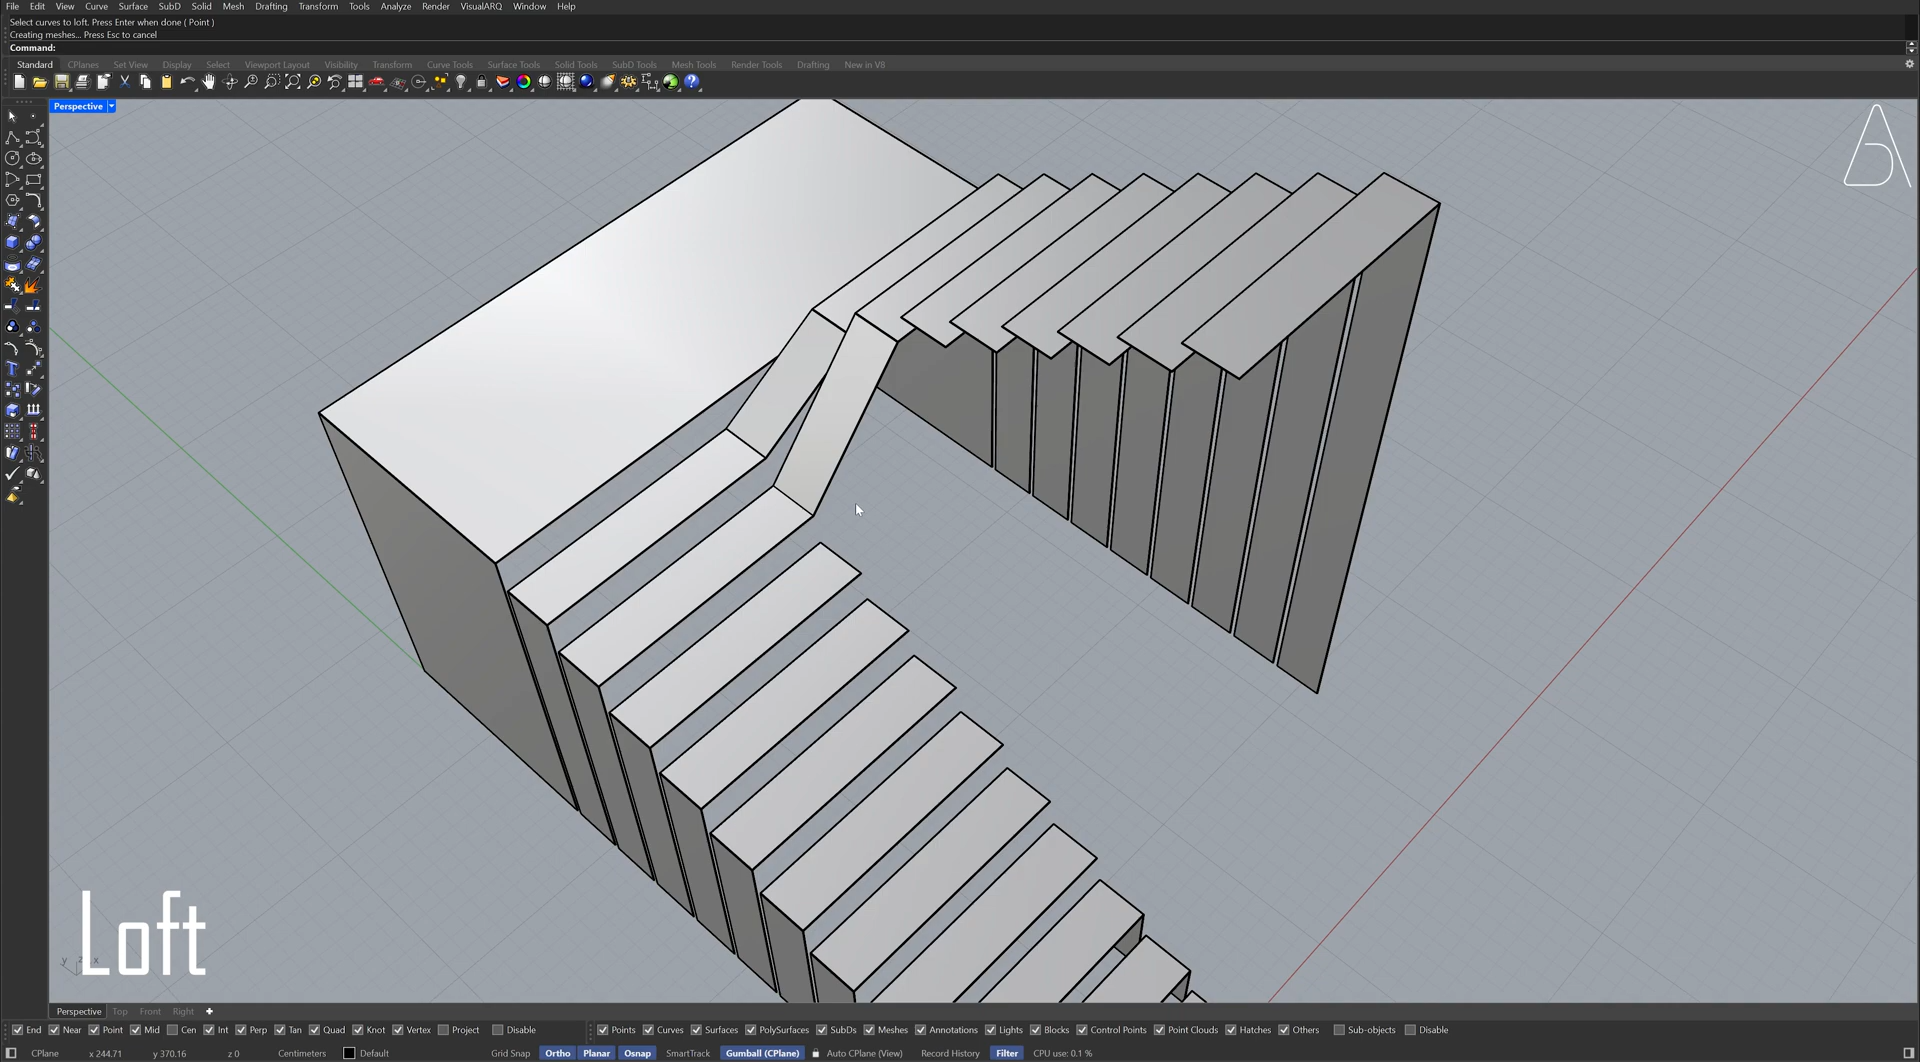 File Edit View Curve Surface SubD Solid Mesh Drafting Transform Tools Analyze Render VisualARQ Window Help
Select curves to loft. Press Enter when done ( Point )
Creating meshes... Press Esc to cancel
Command:
Standard CPlanes Set View Display Select Viewport Layout Visibility Transform Curve Tools Surface Tools Solid Tools SubD Tools Mesh Tools Render Tools Drafting New in V8
Perspective
Loft
y z x
Perspective Top Front Right
End Near Point Mid Cen Int Perp Tan Quad Knot Vertex Project Disable Points Curves Surfaces PolySurfaces SubDs Meshes Annotations Lights Blocks Control Points Point Clouds Hatches Others Sub-objects Disable
CPlane x 244.71 y 370.16 z 0 Centimeters Default Grid Snap Ortho Planar Osnap SmartTrack Gumball (CPlane) Auto CPlane (View) Record History Filter CPU use: 0.1 %